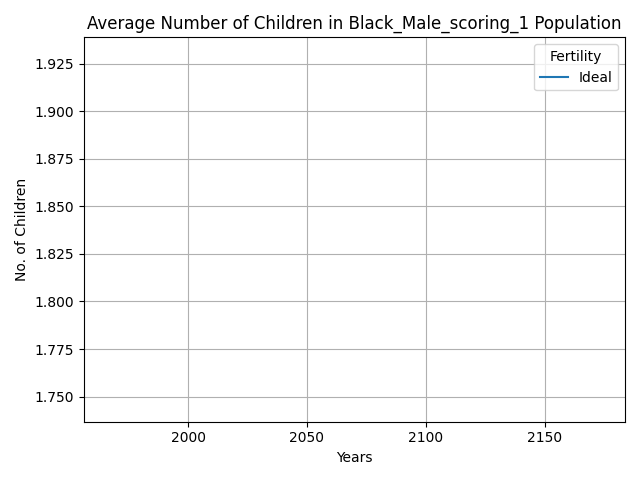 Average Number of Children in Black_Male_scoring_1 Population
Fertility
Ideal
1.925
1.900
1.875
1.850
1.825
1.800
1.775
1.750
No. of Children
2000 2050 2100 2150
Years